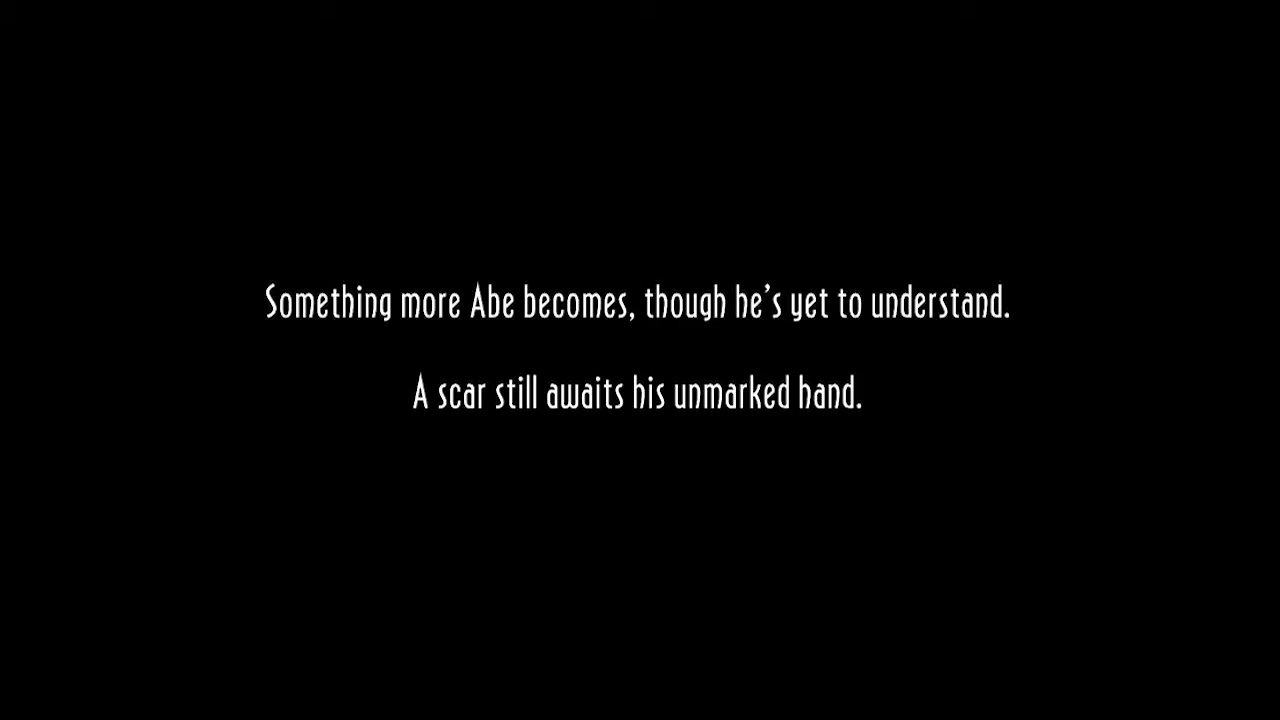 Something more Abe becomes, though he’s yet to understand.
A scar still awaits his unmarked hand.